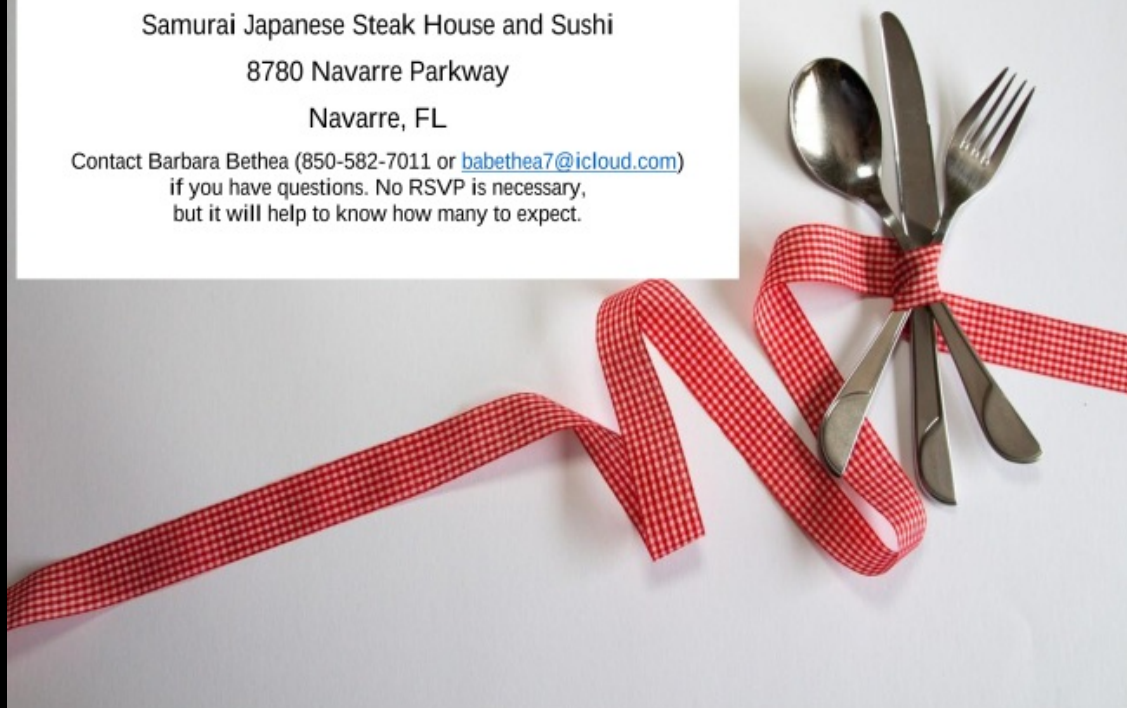 Samurai Japanese Steak House and Sushi
8780 Navarre Parkway
Navarre, FL
Contact Barbara Bethea (850-582-7011 or babethea7@icloud.com)
if you have questions. No RSVP is necessary,
but it will help to know how many to expect.